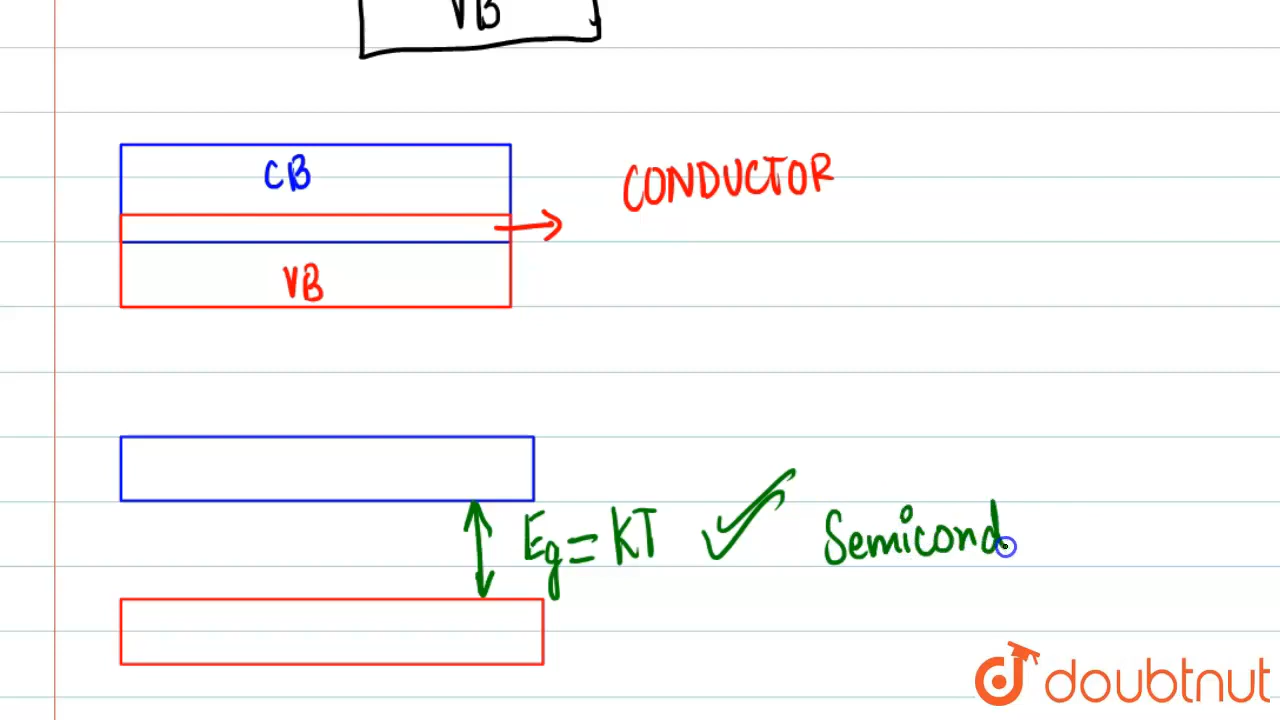 VB
CB
CONDUCTOR
VB
Eg = KT Semicond
doubtnut